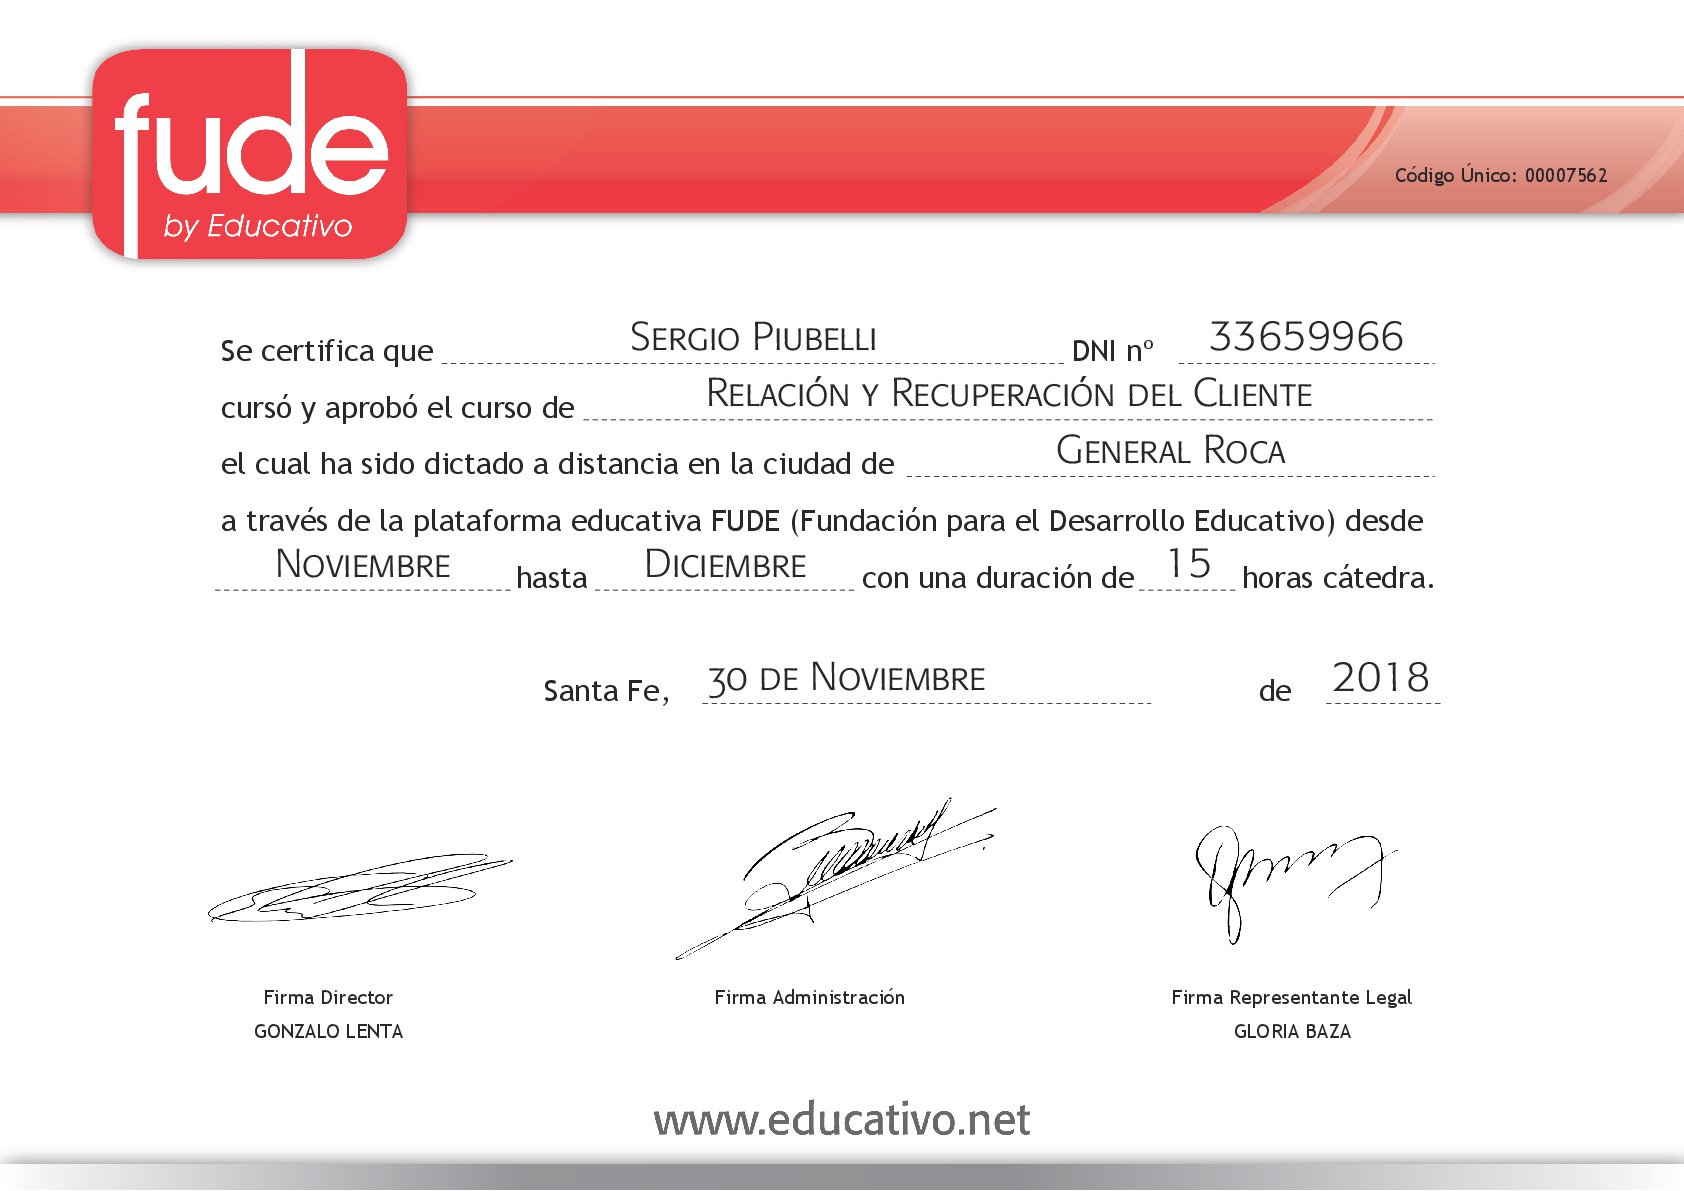 fude
by Educativo
Código Único: 00007562
Se certifica que SERGIO PIUBELLI DNI nº 33659966
cursó y aprobó el curso de RELACIÓN Y RECUPERACIÓN DEL CLIENTE
el cual ha sido dictado a distancia en la ciudad de GENERAL ROCA
a través de la plataforma educativa FUDE (Fundación para el Desarrollo Educativo) desde
NOVIEMBRE hasta DICIEMBRE con una duración de 15 horas cátedra.
Santa Fe, 30 DE NOVIEMBRE de 2018
Firma Director Firma Administración Firma Representante Legal
GONZALO LENTA GLORIA BAZA
www.educativo.net